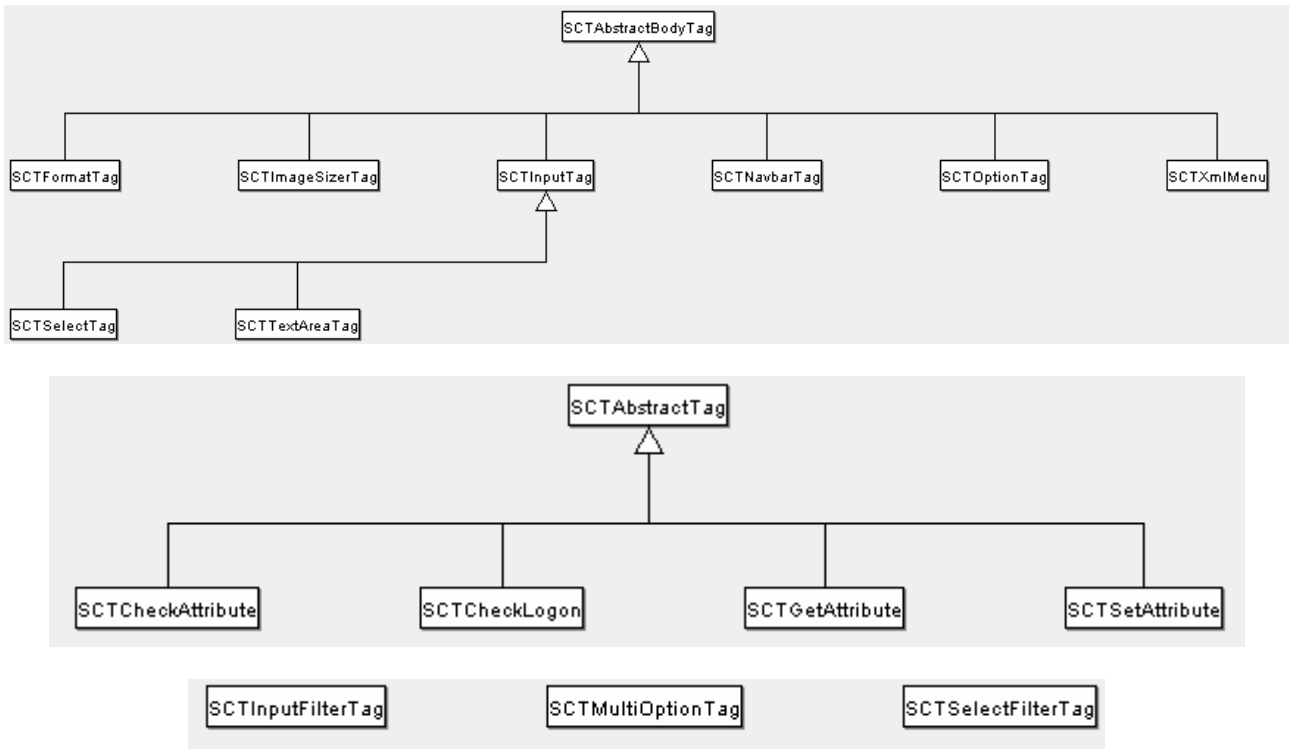 SCTAbstractBodyTag
SCTFormatTag SCTImageSizerTag SCTInputTag SCTNavbarTag SCTOptionTag SCTXmlMenu
SCTSelectTag SCTTextAreaTag
SCTAbstractTag
SCTCheckAttribute SCTCheckLogon SCTGetAttribute SCTSetAttribute
SCTInputFilterTag SCTMultiOptionTag SCTSelectFilterTag